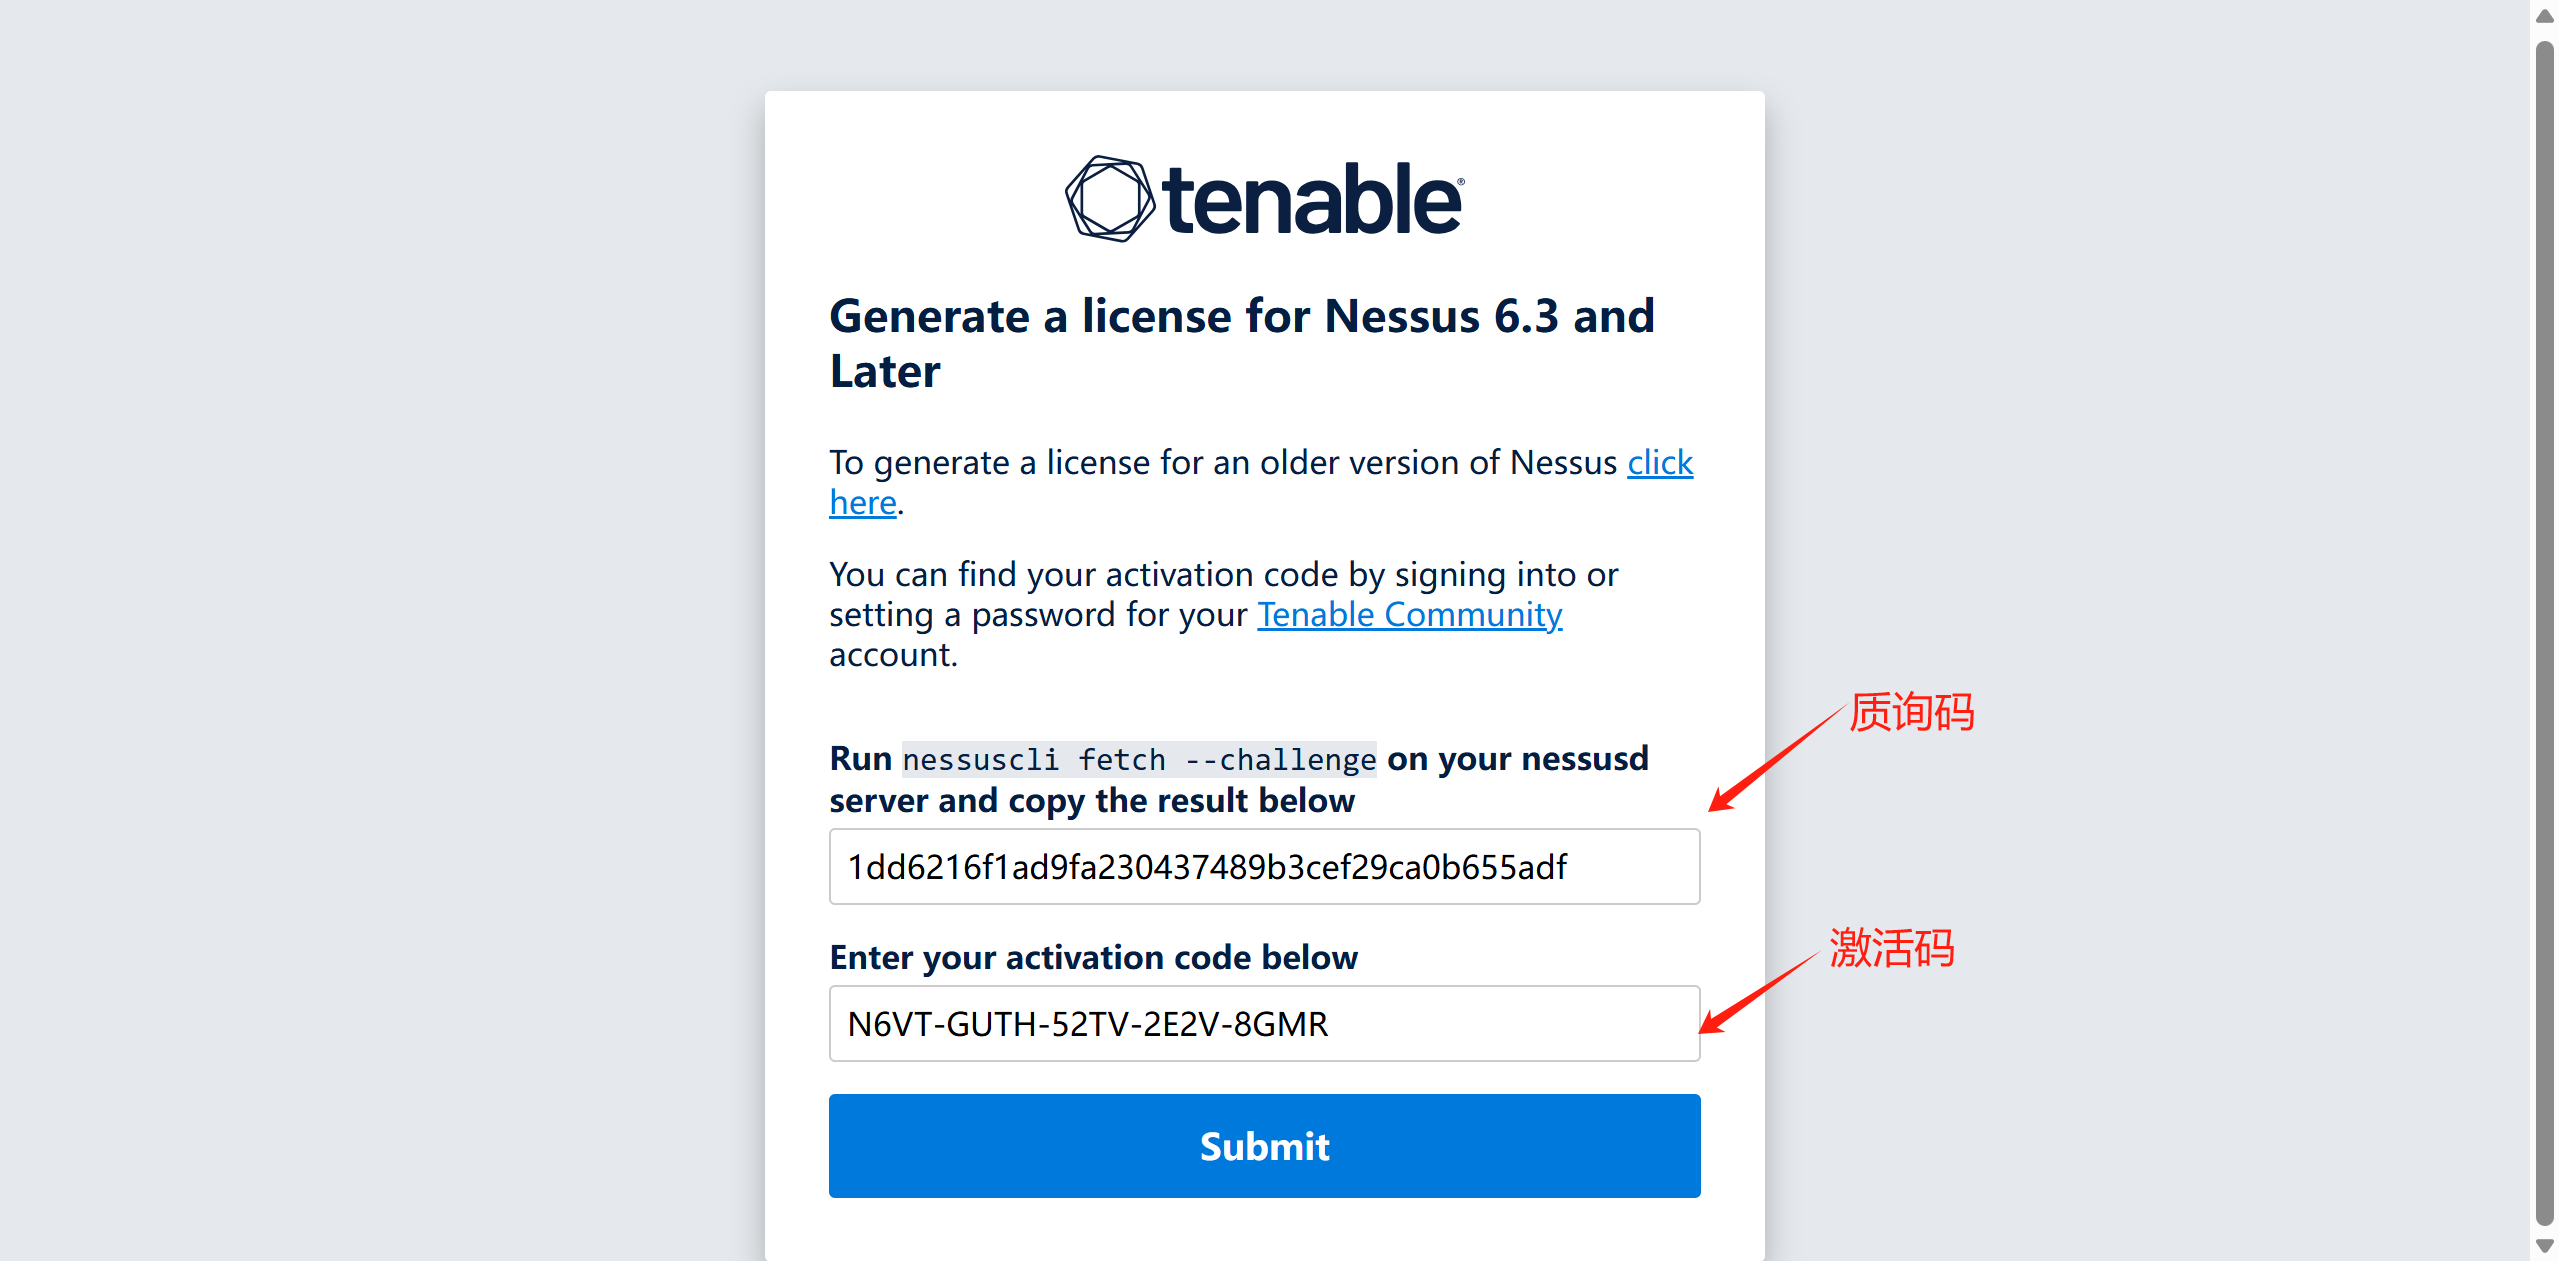 tenable®
Generate a license for Nessus 6.3 and
Later
To generate a license for an older version of Nessus click
here.
You can find your activation code by signing into or
setting a password for your Tenable Community
account.
质询码
Run nessuscli fetch --challenge on your nessusd
server and copy the result below
1dd6216f1ad9fa230437489b3cef29ca0b655adf
激活码
Enter your activation code below
N6VT-GUTH-52TV-2E2V-8GMR
Submit